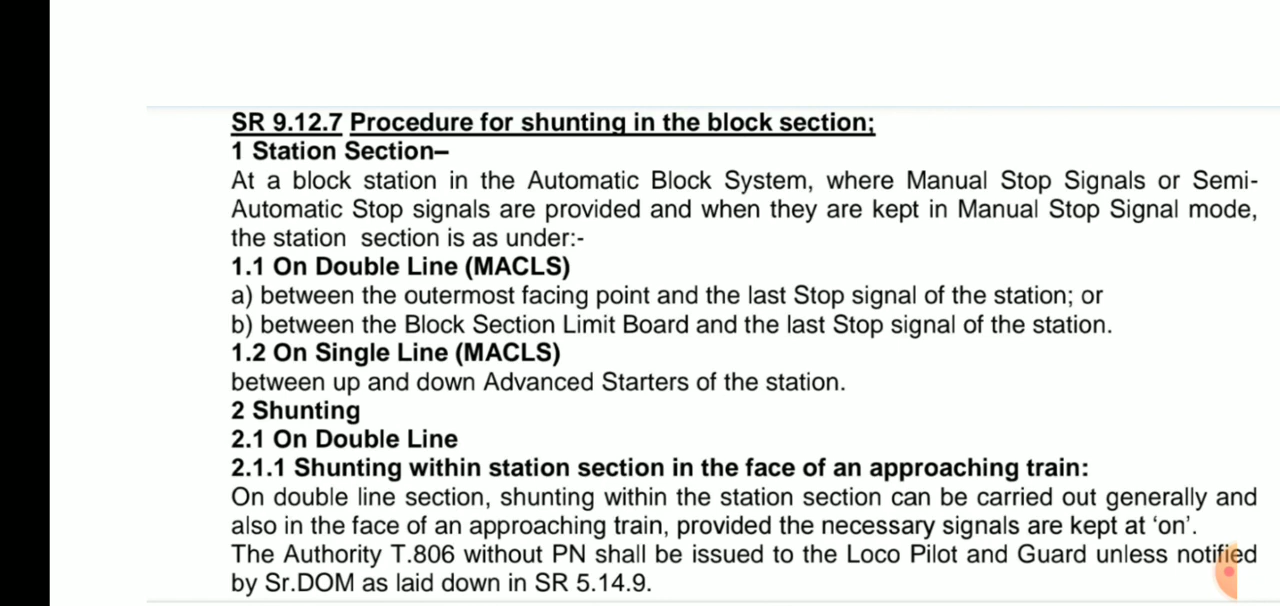 SR 9.12.7 Procedure for shunting in the block section;
1 Station Section–
At a block station in the Automatic Block System, where Manual Stop Signals or Semi-
Automatic Stop signals are provided and when they are kept in Manual Stop Signal mode,
the station section is as under:-
1.1 On Double Line (MACLS)
a) between the outermost facing point and the last Stop signal of the station; or
b) between the Block Section Limit Board and the last Stop signal of the station.
1.2 On Single Line (MACLS)
between up and down Advanced Starters of the station.
2 Shunting
2.1 On Double Line
2.1.1 Shunting within station section in the face of an approaching train:
On double line section, shunting within the station section can be carried out generally and
also in the face of an approaching train, provided the necessary signals are kept at ‘on’.
The Authority T.806 without PN shall be issued to the Loco Pilot and Guard unless notified
by Sr.DOM as laid down in SR 5.14.9.